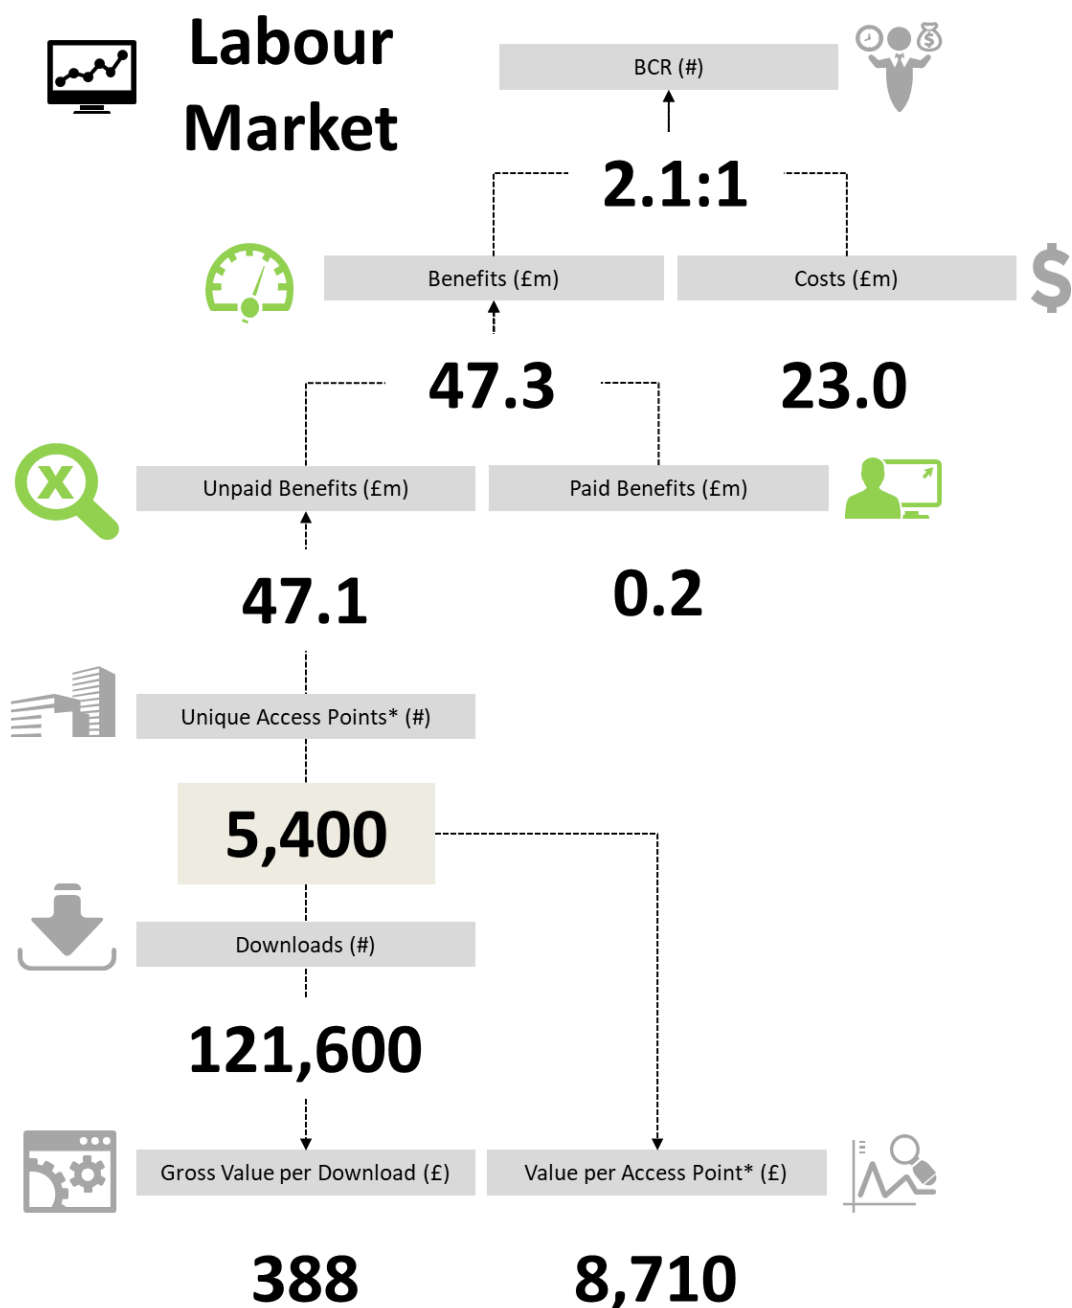 Labour
Market
BCR (#)
2.1:1
Benefits (£m)
Costs (£m)
47.3
23.0
Unpaid Benefits (£m)
Paid Benefits (£m)
47.1
0.2
Unique Access Points* (#)
5,400
Downloads (#)
121,600
Gross Value per Download (£)
Value per Access Point* (£)
388
8,710